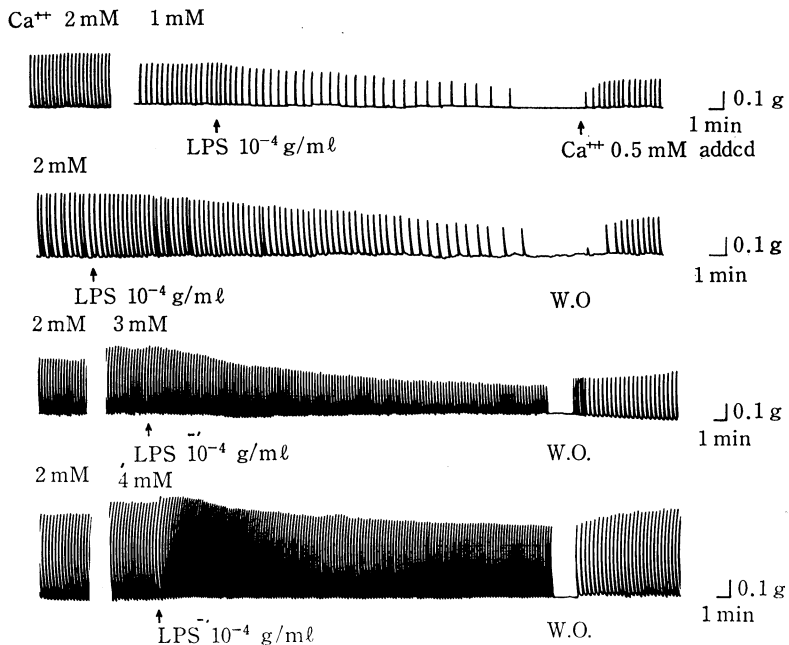 Ca⁺⁺ 2 mM 1 mM
0.1 g
1 min
LPS 10⁻⁴ g/mℓ
Ca⁺⁺ 0.5 mM addcd
2 mM
0.1 g
1 min
LPS 10⁻⁴ g/mℓ
W.O
2 mM 3 mM
0.1 g
1 min
LPS 10⁻⁴ g/mℓ
W.O.
2 mM 4 mM
0.1 g
1 min
LPS 10⁻⁴ g/mℓ
W.O.